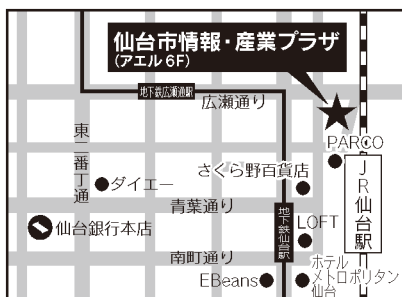 仙台市情報・産業プラザ
(アエル6F)
地下鉄広瀬通駅
広瀬通り
PARCO
東二番丁通
さくら野百貨店
ダイエー
JR仙台駅
青葉通り
地下鉄仙台駅
LOFT
仙台銀行本店
南町通り
ホテル
メトロポリタン
仙台
EBeans